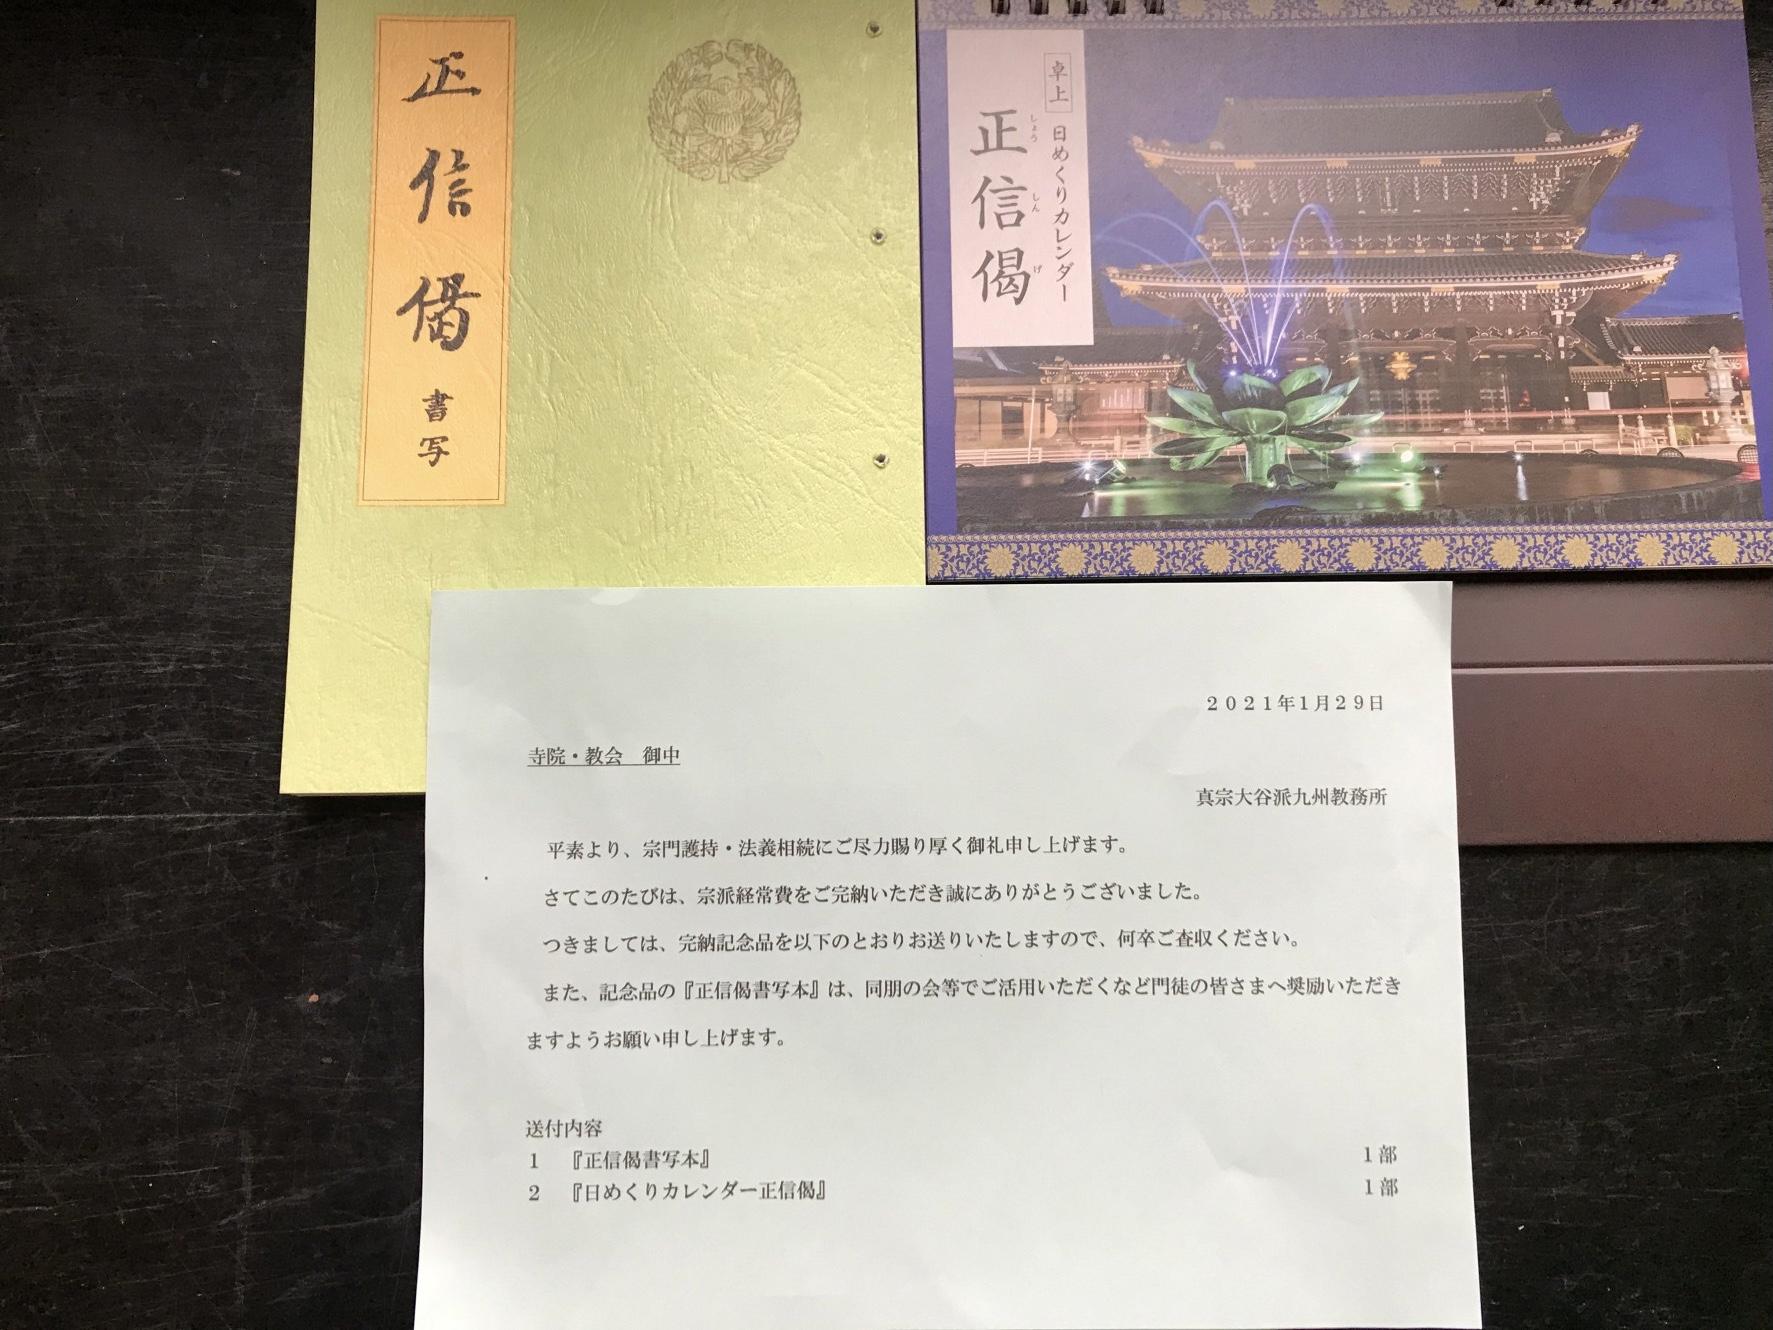 正信偈
書写
卓上 日めくりカレンダー
正信偈
しょうしんげ
2021年1月29日
寺院・教会　御中
真宗大谷派九州教務所
平素より、宗門護持・法義相続にご尽力賜り厚く御礼申し上げます。
さてこのたびは、宗派経常費をご完納いただき誠にありがとうございました。
つきましては、完納記念品を以下のとおりお送りいたしますので、何卒ご査収ください。
また、記念品の『正信偈書写本』は、同朋の会等でご活用いただくなど門徒の皆さまへ奨励いただき
ますようお願い申し上げます。
送付内容
1　『正信偈書写本』　1部
2　『日めくりカレンダー正信偈』　1部